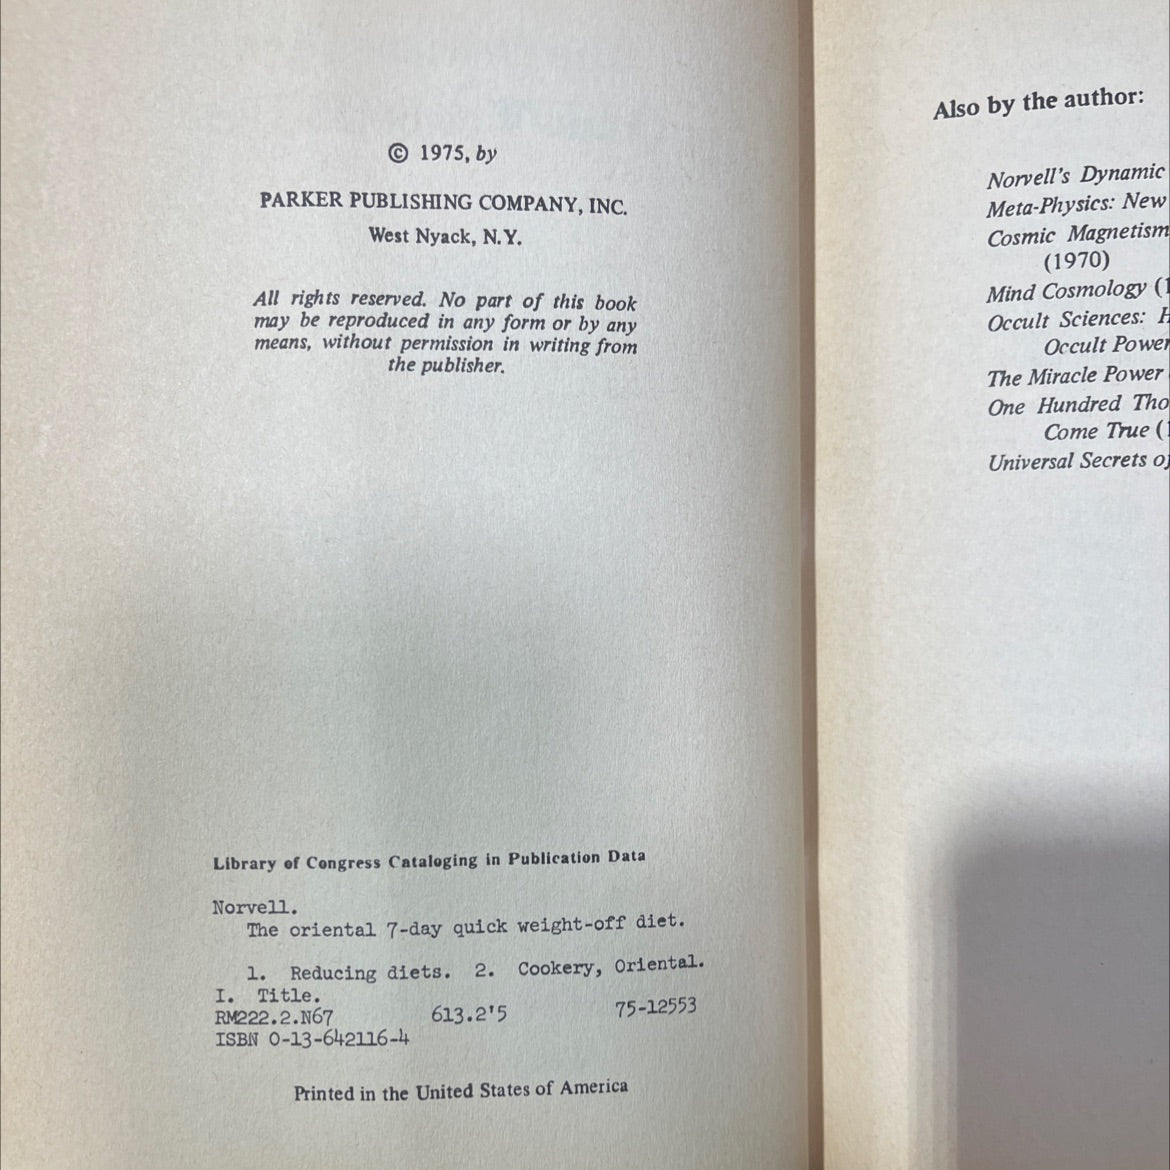 © 1975, by
PARKER PUBLISHING COMPANY, INC.
West Nyack, N.Y.
All rights reserved. No part of this book
may be reproduced in any form or by any
means, without permission in writing from
the publisher.
Library of Congress Cataloging in Publication Data
Norvell.
The oriental 7-day quick weight-off diet.
1. Reducing diets. 2. Cookery, Oriental.
I. Title.
RM222.2.N67 613.2'5 75-12553
ISBN 0-13-642116-4
Printed in the United States of America
Also by the author:
Norvell's Dynamic
Meta-Physics: New
Cosmic Magnetism
(1970)
Mind Cosmology (1
Occult Sciences: H
Occult Power
The Miracle Power
One Hundred Tho
Come True (1
Universal Secrets of